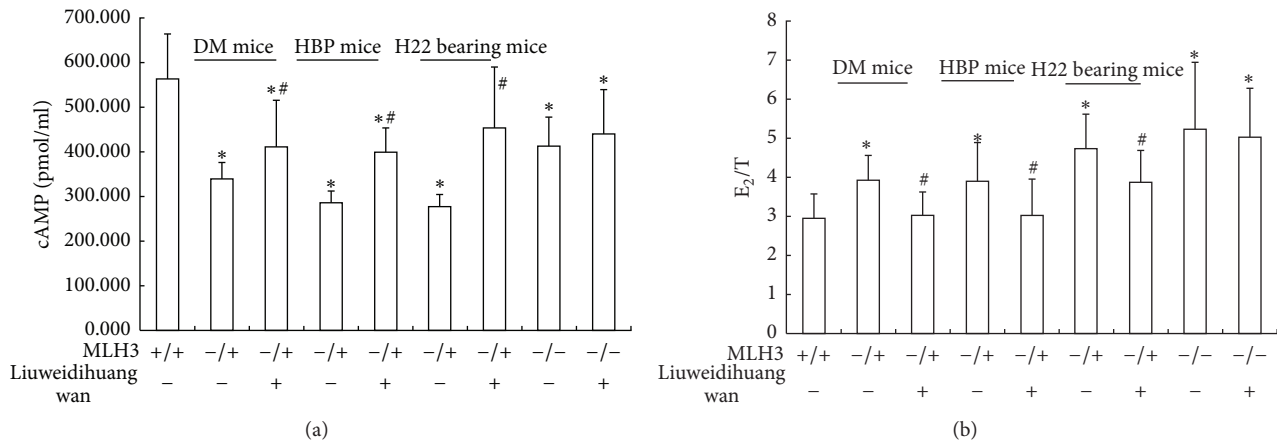 700.000
600.000
500.000
400.000
300.000
200.000
100.000
0.000
cAMP (pmol/ml)
DM mice HBP mice H22 bearing mice
* *# * *# * # * *
MLH3 +/+ −/+ −/+ −/+ −/+ −/+ −/+ −/− −/−
Liuweidihuang
wan − − + − + − + − +
(a)
8
7
6
5
4
3
2
1
0
E₂/T
DM mice HBP mice H22 bearing mice
* # * # * # * *
MLH3 +/+ −/+ −/+ −/+ −/+ −/+ −/+ −/− −/−
Liuweidihuang
wan − − + − + − + − +
(b)